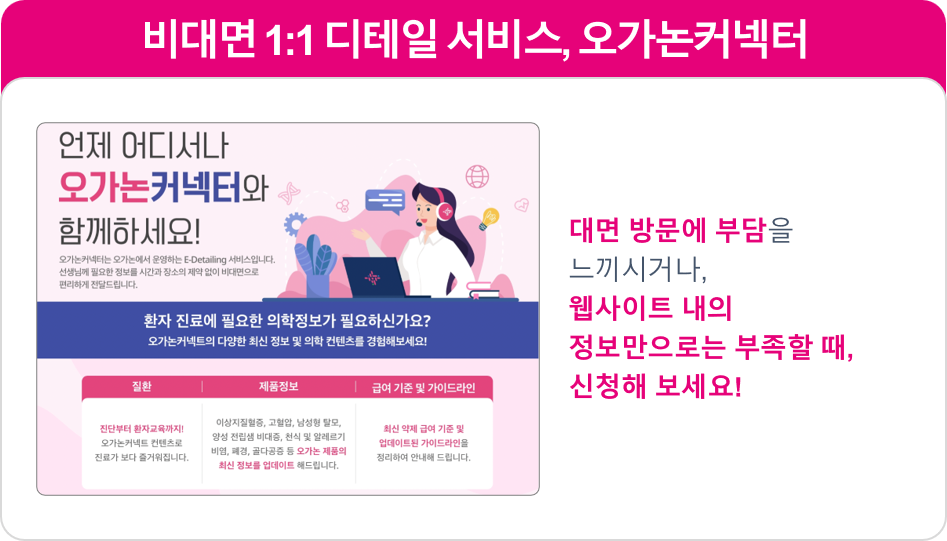 비대면 1:1 디테일 서비스, 오가논커넥터
언제 어디서나
오가논커넥터와
함께하세요!
오가논커넥터는 오가논에서 운영하는 E-Detailing 서비스입니다.
선생님께 필요한 정보를 시간과 장소의 제약 없이 비대면으로
편리하게 전달드립니다.
환자 진료에 필요한 의학정보가 필요하신가요?
오가논커넥트의 다양한 최신 정보 및 의학 컨텐츠를 경험해보세요!
질환
진단부터 환자교육까지!
오가논커넥트 컨텐츠로
진료가 보다 즐거워집니다.
제품정보
이상지질혈증, 고혈압, 남성형 탈모,
양성 전립샘 비대증, 천식 및 알레르기
비염, 폐경, 골다공증 등 오가논 제품의
최신 정보를 업데이트 해드립니다.
급여 기준 및 가이드라인
최신 약제 급여 기준 및
업데이트된 가이드라인을
정리하여 안내해 드립니다.
대면 방문에 부담을
느끼시거나,
웹사이트 내의
정보만으로는 부족할 때,
신청해 보세요!